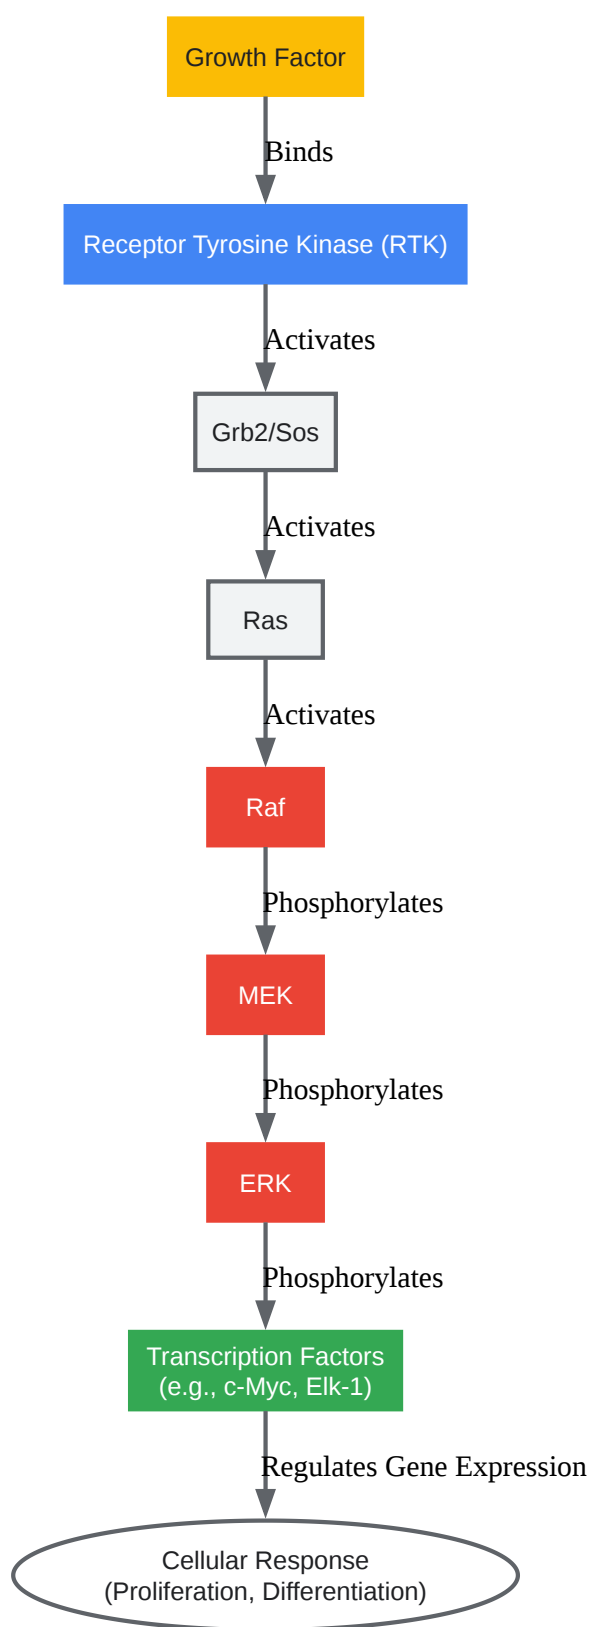 Growth Factor
Binds
Receptor Tyrosine Kinase (RTK)
Activates
Grb2/Sos
Activates
Ras
Activates
Raf
Phosphorylates
MEK
Phosphorylates
ERK
Phosphorylates
Transcription Factors
(e.g., c-Myc, Elk-1)
Regulates Gene Expression
Cellular Response
(Proliferation, Differentiation)